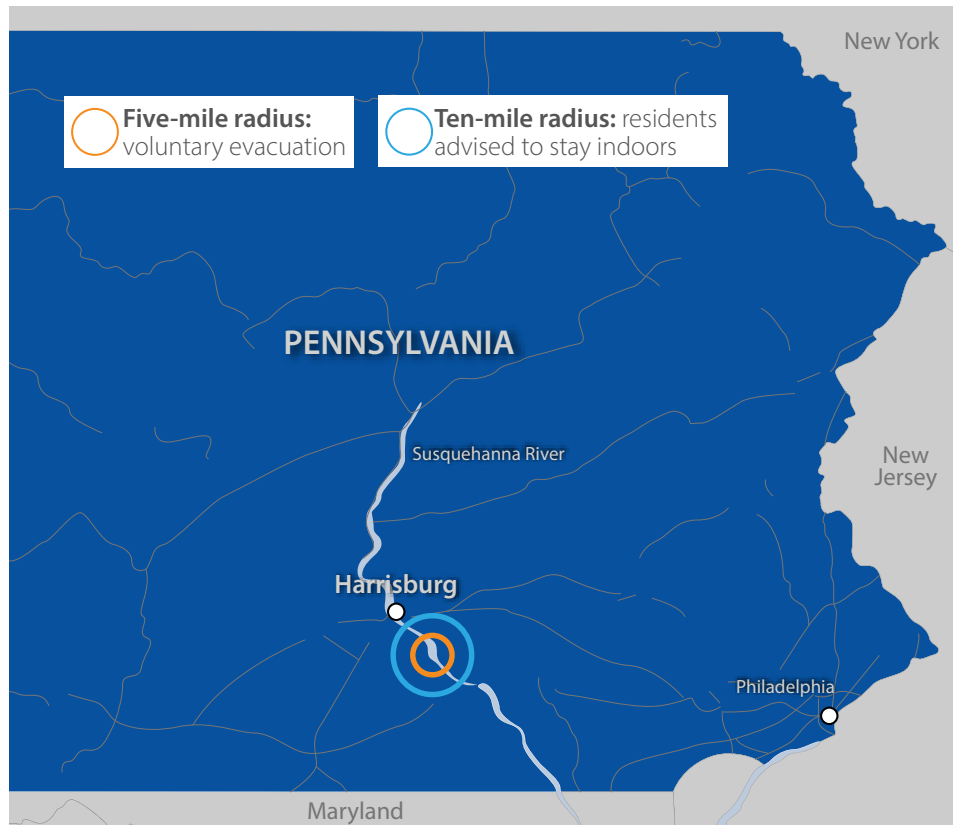 New York
Five-mile radius:
voluntary evacuation
Ten-mile radius: residents
advised to stay indoors
PENNSYLVANIA
Susquehanna River
New
Jersey
Harrisburg
Philadelphia
Maryland